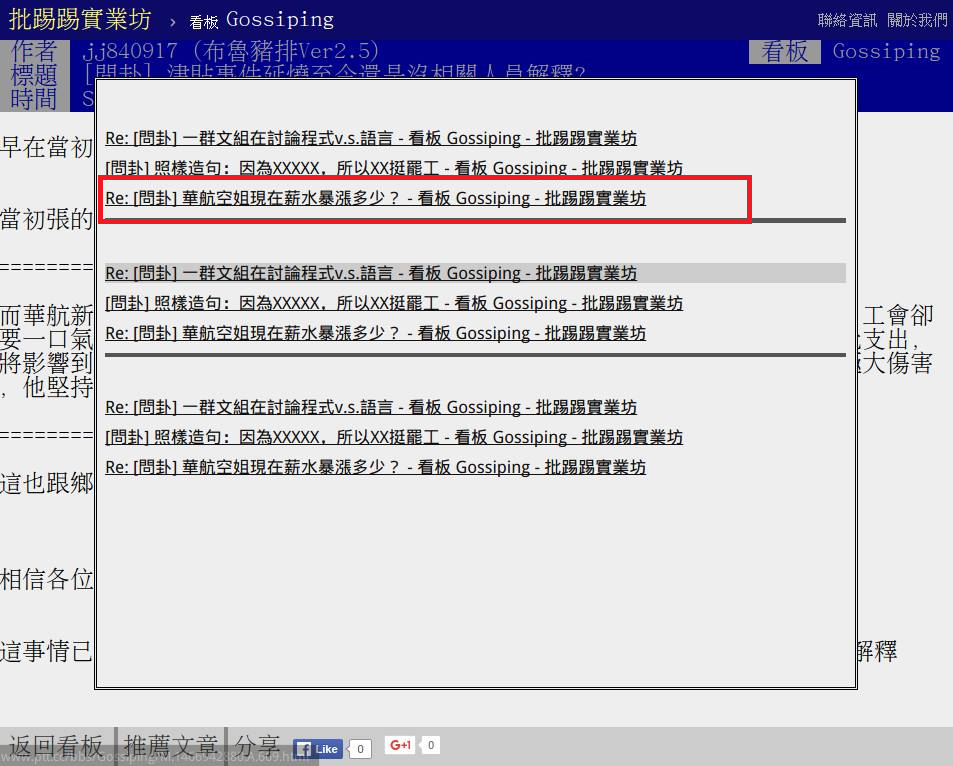 批踢踢實業坊 › 看板 Gossiping 聯絡資訊 關於我們
作者 jj840917 (布魯豬排Ver2.5) 看板 Gossiping
標題 [問卦] 津貼事件延燒至今還是沒相關人員解釋?
時間 S
早在當初
Re: [問卦] 一群文組在討論程式v.s.語言 - 看板 Gossiping - 批踢踢實業坊
[問卦] 照樣造句：因為XXXXX，所以XX挺罷工 - 看板 Gossiping - 批踢踢實業坊
Re: [問卦] 華航空姐現在薪水暴漲多少？ - 看板 Gossiping - 批踢踢實業坊
當初張的
========
Re: [問卦] 一群文組在討論程式v.s.語言 - 看板 Gossiping - 批踢踢實業坊
[問卦] 照樣造句：因為XXXXX，所以XX挺罷工 - 看板 Gossiping - 批踢踢實業坊
Re: [問卦] 華航空姐現在薪水暴漲多少？ - 看板 Gossiping - 批踢踢實業坊
而華航新 工會卻
要一口氣 支出，
將影響到 大傷害
，他堅持
Re: [問卦] 一群文組在討論程式v.s.語言 - 看板 Gossiping - 批踢踢實業坊
[問卦] 照樣造句：因為XXXXX，所以XX挺罷工 - 看板 Gossiping - 批踢踢實業坊
Re: [問卦] 華航空姐現在薪水暴漲多少？ - 看板 Gossiping - 批踢踢實業坊
========
這也跟鄉
相信各位
這事情已 解釋
返回看板 推薦文章 分享 Like 0 G+1 0